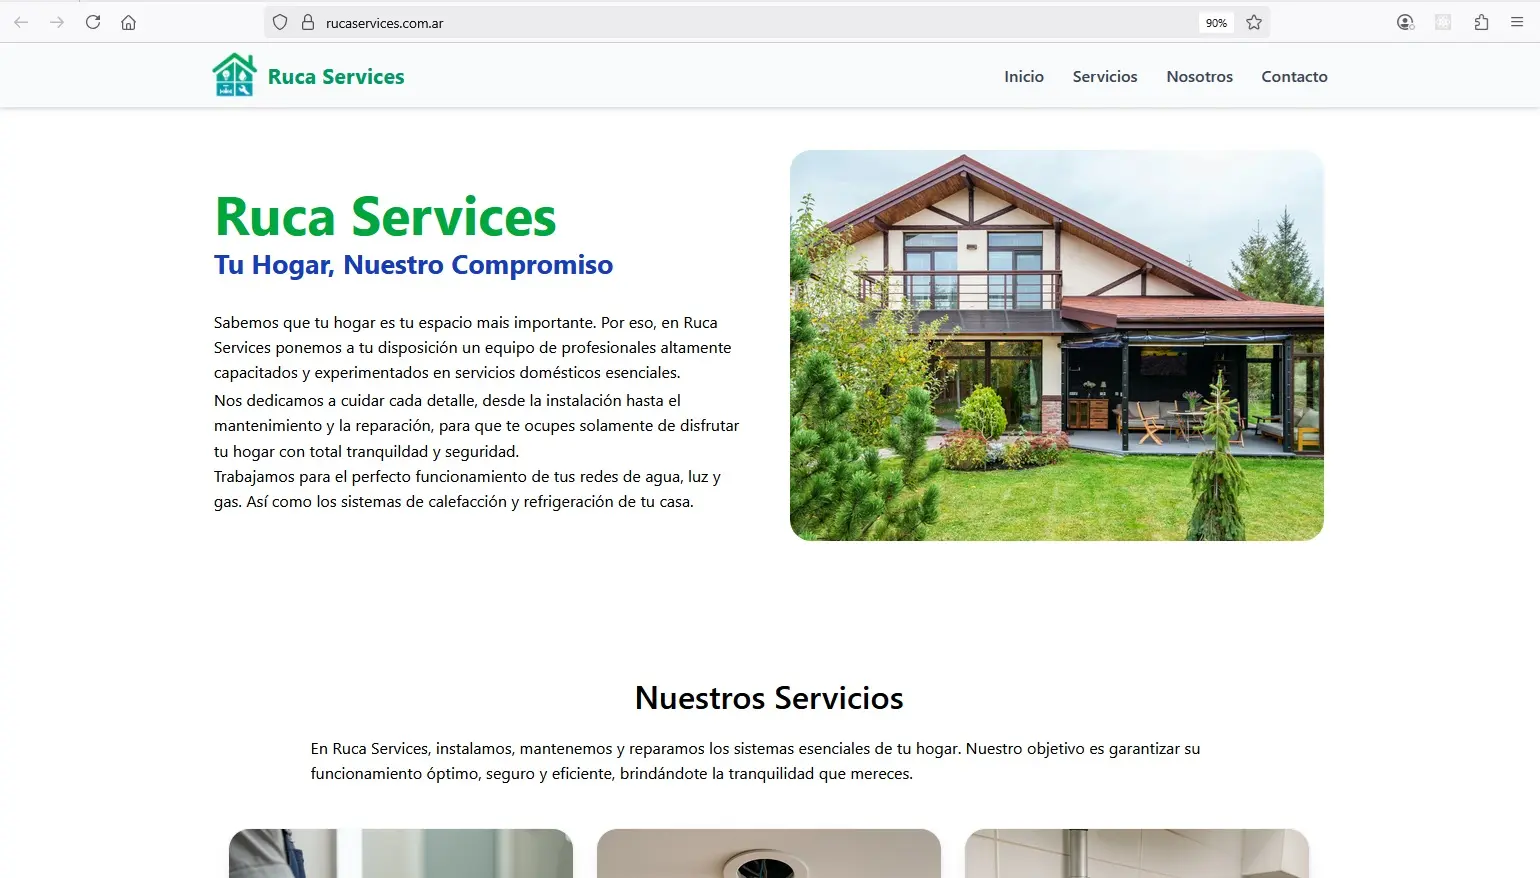 rucaservices.com.ar
90%
Ruca Services
Inicio
Servicios
Nosotros
Contacto
Ruca Services
Tu Hogar, Nuestro Compromiso
Sabemos que tu hogar es tu espacio mais importante. Por eso, en Ruca
Services ponemos a tu disposición un equipo de profesionales altamente
capacitados y experimentados en servicios domésticos esenciales.
Nos dedicamos a cuidar cada detalle, desde la instalación hasta el
mantenimiento y la reparación, para que te ocupes solamente de disfrutar
tu hogar con total tranquildad y seguridad.
Trabajamos para el perfecto funcionamiento de tus redes de agua, luz y
gas. Así como los sistemas de calefacción y refrigeración de tu casa.
Nuestros Servicios
En Ruca Services, instalamos, mantenemos y reparamos los sistemas esenciales de tu hogar. Nuestro objetivo es garantizar su
funcionamiento óptimo, seguro y eficiente, brindándote la tranquilidad que mereces.